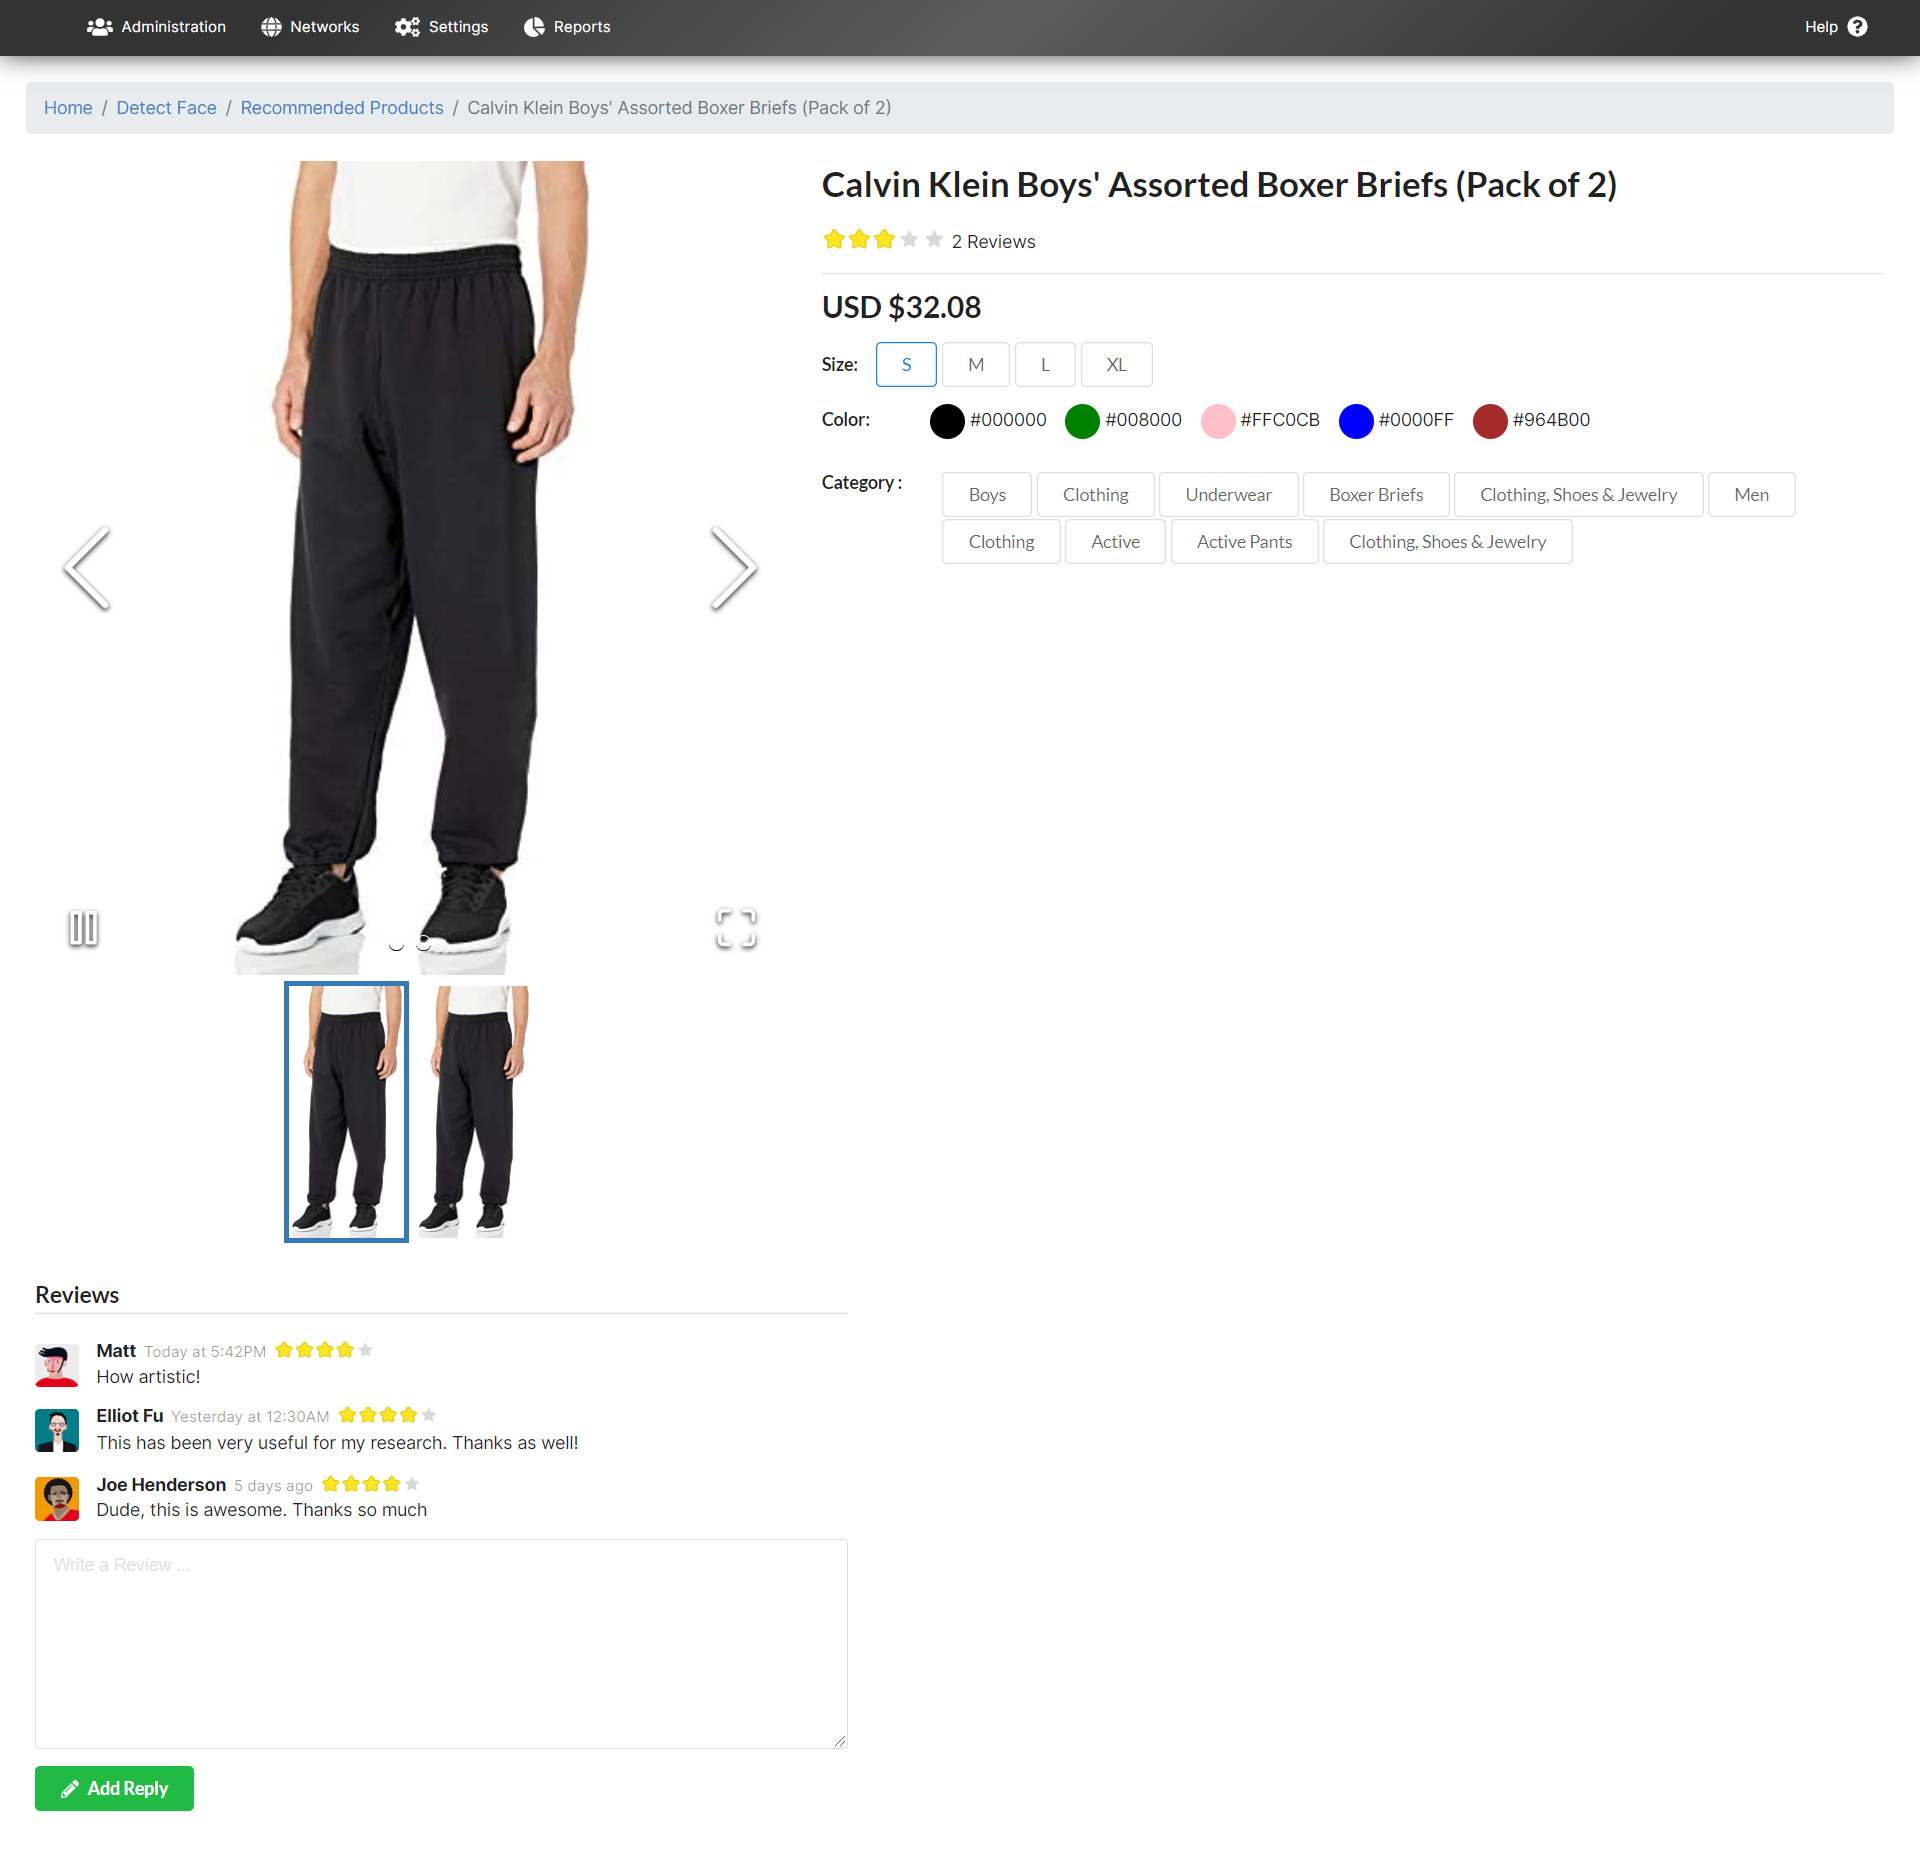 Administration Networks Settings Reports Help
Home / Detect Face / Recommended Products / Calvin Klein Boys' Assorted Boxer Briefs (Pack of 2)
Calvin Klein Boys' Assorted Boxer Briefs (Pack of 2)
2 Reviews
USD $32.08
Size: S M L XL
Color: #000000 #008000 #FFC0CB #0000FF #964B00
Category : Boys Clothing Underwear Boxer Briefs Clothing, Shoes & Jewelry Men
Clothing Active Active Pants Clothing, Shoes & Jewelry
Reviews
Matt Today at 5:42PM
How artistic!
Elliot Fu Yesterday at 12:30AM
This has been very useful for my research. Thanks as well!
Joe Henderson 5 days ago
Dude, this is awesome. Thanks so much
Write a Review ...
Add Reply